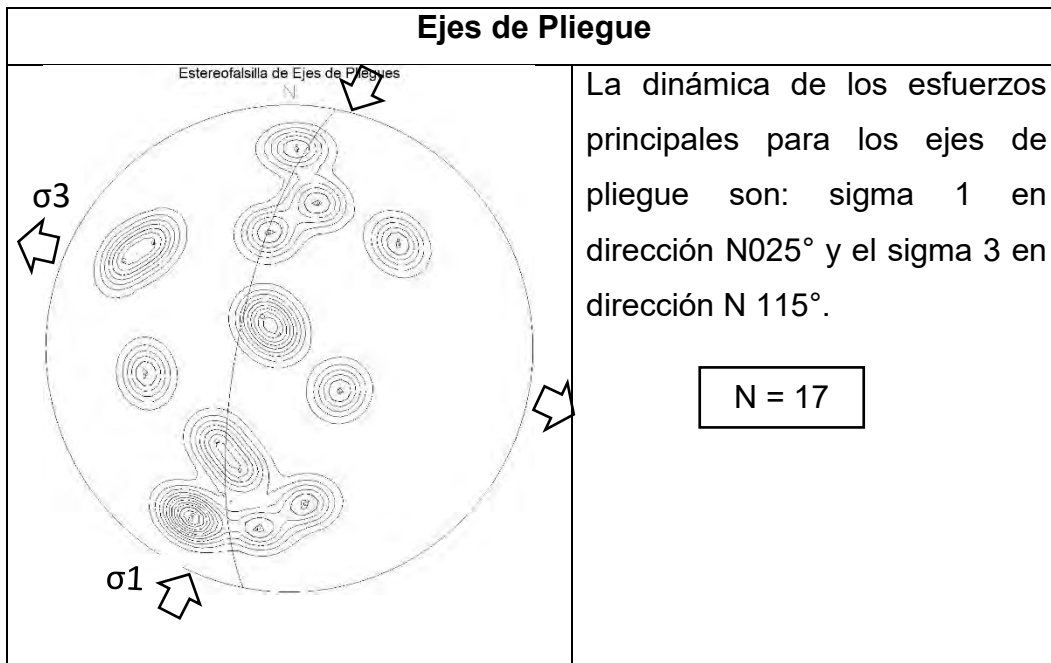 Ejes de Pliegue
Estereofalsilla de Ejes de Pliegues
N
σ3
σ1
La dinámica de los esfuerzos
principales para los ejes de
pliegue son: sigma 1 en
dirección N025° y el sigma 3 en
dirección N 115°.
N = 17